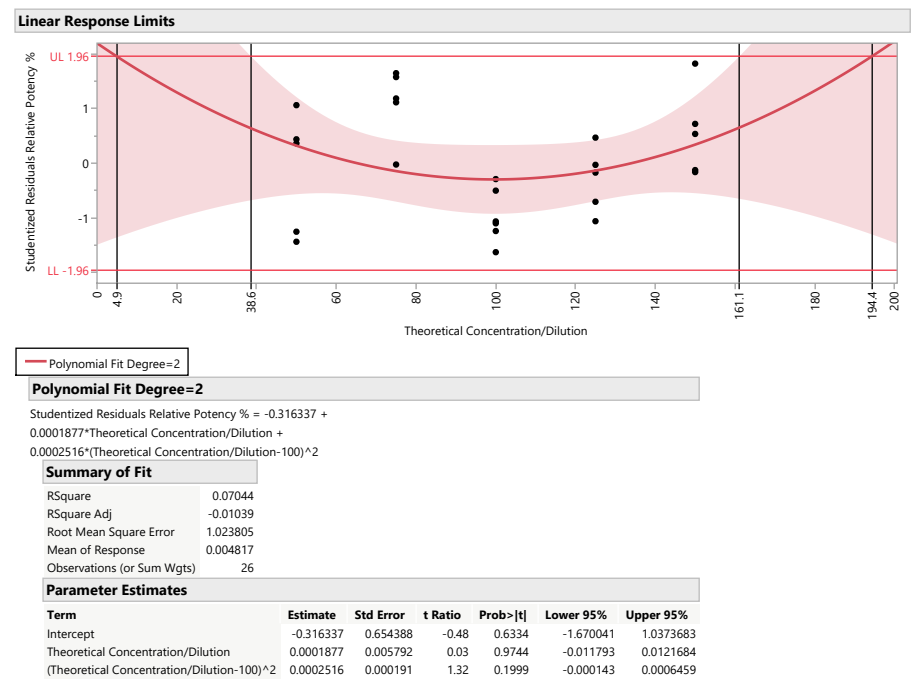 Linear Response Limits
Studentized Residuals Relative Potency %
UL 1.96
1
0
-1
LL -1.96
0
4.9
20
38.6
60
80
100
120
140
161.1
180
194.4
200
Theoretical Concentration/Dilution
Polynomial Fit Degree=2
Polynomial Fit Degree=2
Studentized Residuals Relative Potency % = -0.316337 +
0.0001877*Theoretical Concentration/Dilution +
0.0002516*(Theoretical Concentration/Dilution-100)^2
Summary of Fit
RSquare 0.07044
RSquare Adj -0.01039
Root Mean Square Error 1.023805
Mean of Response 0.004817
Observations (or Sum Wgts) 26
Parameter Estimates
Term Estimate Std Error t Ratio Prob>|t| Lower 95% Upper 95%
Intercept -0.316337 0.654388 -0.48 0.6334 -1.670041 1.0373683
Theoretical Concentration/Dilution 0.0001877 0.005792 0.03 0.9744 -0.011793 0.0121684
(Theoretical Concentration/Dilution-100)^2 0.0002516 0.000191 1.32 0.1999 -0.000143 0.0006459